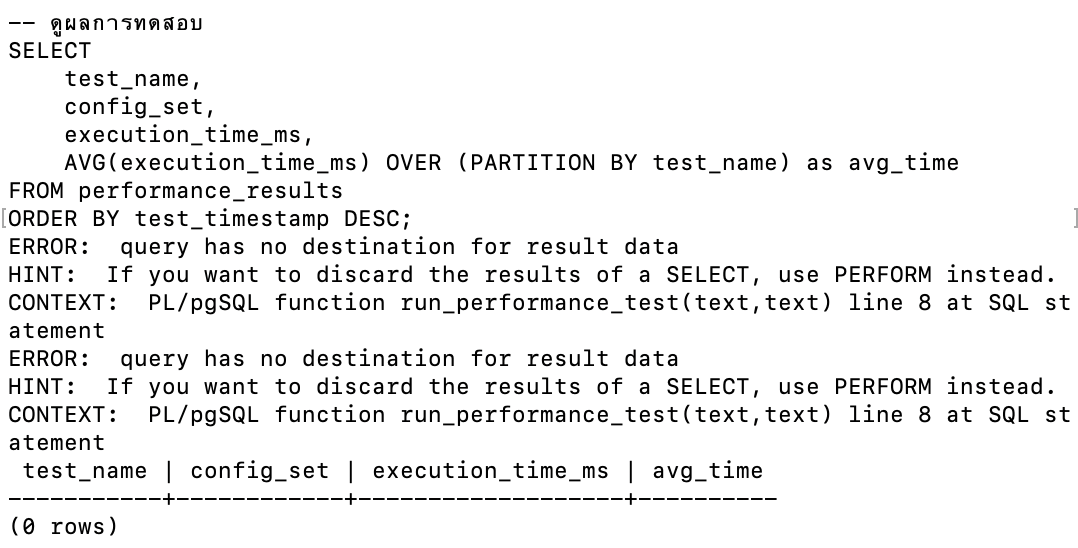 -- ดูผลการทดสอบ
SELECT
    test_name,
    config_set,
    execution_time_ms,
    AVG(execution_time_ms) OVER (PARTITION BY test_name) as avg_time
FROM performance_results
[ORDER BY test_timestamp DESC;                                               ]
ERROR:  query has no destination for result data
HINT:  If you want to discard the results of a SELECT, use PERFORM instead.
CONTEXT:  PL/pgSQL function run_performance_test(text,text) line 8 at SQL st
atement
ERROR:  query has no destination for result data
HINT:  If you want to discard the results of a SELECT, use PERFORM instead.
CONTEXT:  PL/pgSQL function run_performance_test(text,text) line 8 at SQL st
atement
 test_name | config_set | execution_time_ms | avg_time
-----------+------------+-------------------+----------
(0 rows)